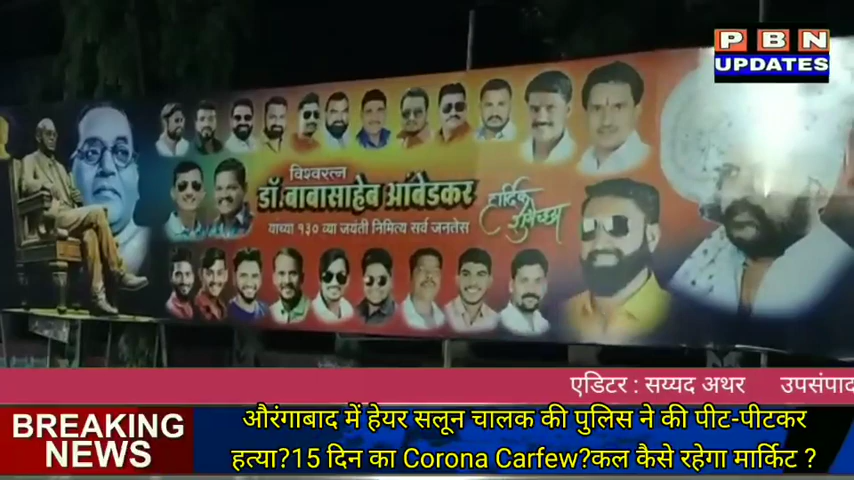 PBN
UPDATES
विश्वरत्न
डॉ.बाबासाहेब आंबेडकर
यांच्या १३० व्या जयंती निमित्य सर्व जनतेस
हार्दिक
शुभेच्छा
एडिटर : सय्यद अथर उपसंपाद
BREAKING
NEWS
औरंगाबाद में हेयर सलून चालक की पुलिस ने की पीट-पीटकर
हत्या?15 दिन का Corona Carfew?कल कैसे रहेगा मार्किट ?